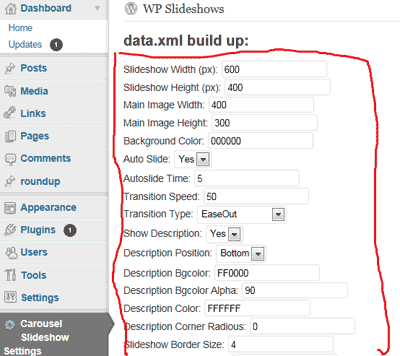 Dashboard
Home
Updates 1
Posts
Media
Links
Pages
Comments
roundup
Appearance
Plugins 1
Users
Tools
Settings
Carousel
Slideshow
Settings
WP Slideshows
data.xml build up:
Slideshow Width (px): 600
Slideshow Height (px): 400
Main Image Width: 400
Main Image Height: 300
Background Color: 000000
Auto Slide: Yes
Autoslide Time: 5
Transition Speed: 50
Transition Type: EaseOut
Show Description: Yes
Description Position: Bottom
Description Bgcolor: FF0000
Description Bgcolor Alpha: 90
Description Color: FFFFFF
Description Corner Radious: 0
Slideshow Border Size: 4